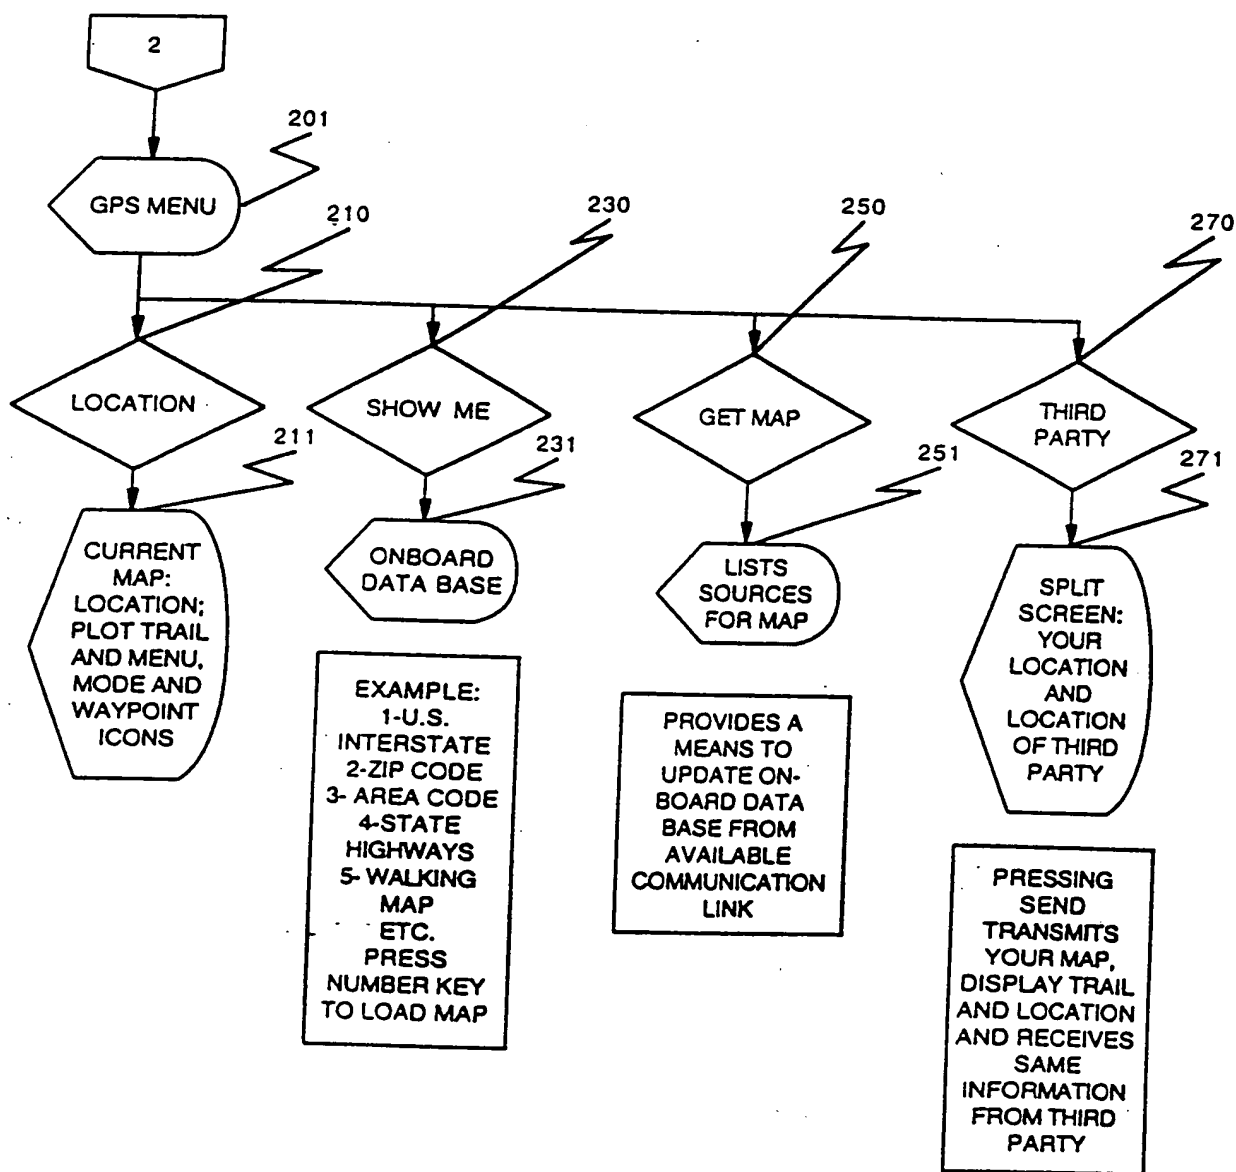 2
201
GPS MENU
210
230
250
270
LOCATION
SHOW ME
GET MAP
THIRD
PARTY
211
231
251
271
CURRENT
MAP:
LOCATION;
PLOT TRAIL
AND MENU,
MODE AND
WAYPOINT
ICONS
ONBOARD
DATA BASE
LISTS
SOURCES
FOR MAP
SPLIT
SCREEN:
YOUR
LOCATION
AND
LOCATION
OF THIRD
PARTY
EXAMPLE:
1-U.S.
INTERSTATE
2-ZIP CODE
3- AREA CODE
4-STATE
HIGHWAYS
5- WALKING
MAP
ETC.
PRESS
NUMBER KEY
TO LOAD MAP
PROVIDES A
MEANS TO
UPDATE ON-
BOARD DATA
BASE FROM
AVAILABLE
COMMUNICATION
LINK
PRESSING
SEND
TRANSMITS
YOUR MAP,
DISPLAY TRAIL
AND LOCATION
AND RECEIVES
SAME
INFORMATION
FROM THIRD
PARTY